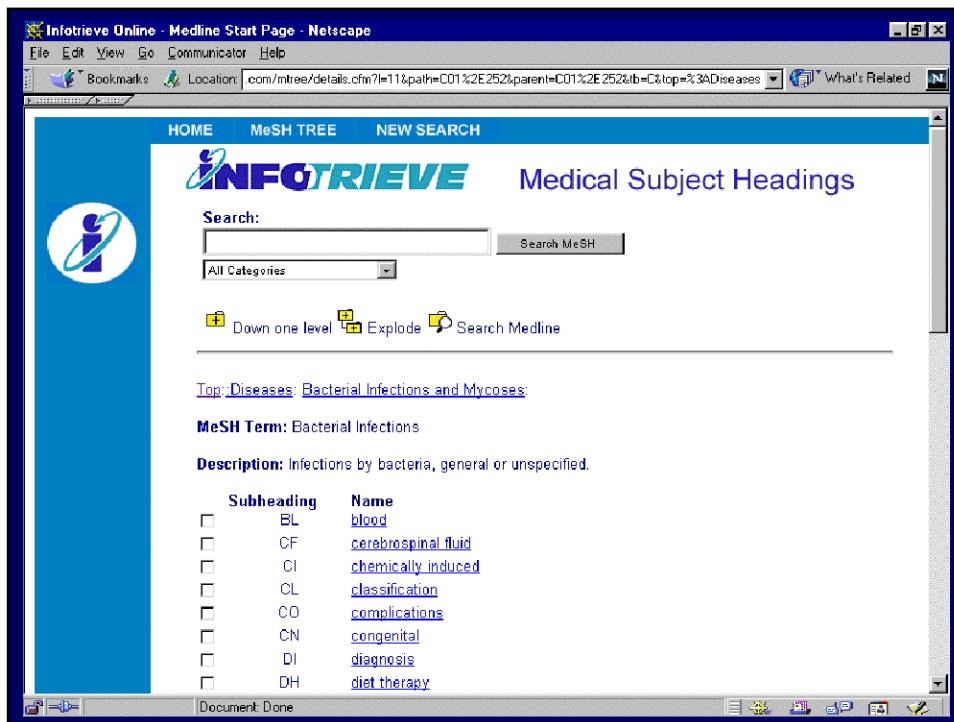 Infotrieve Online - Medline Start Page - Netscape
File Edit View Go Communicator Help
Bookmarks Location: .com/mtree/details.cfm?l=11&path=C01%2E252&parent=C01%2E252&tb=C&top=%3ADiseases What's Related N
HOME MeSH TREE NEW SEARCH
INFOTRIEVE Medical Subject Headings
i
Search:
Search MeSH
All Categories
Down one level Explode Search Medline
Top::Diseases: Bacterial Infections and Mycoses:
MeSH Term: Bacterial Infections
Description: Infections by bacteria, general or unspecified.
Subheading Name
BL blood
CF cerebrospinal fluid
CI chemically induced
CL classification
CO complications
CN congenital
DI diagnosis
DH diet therapy
Document: Done